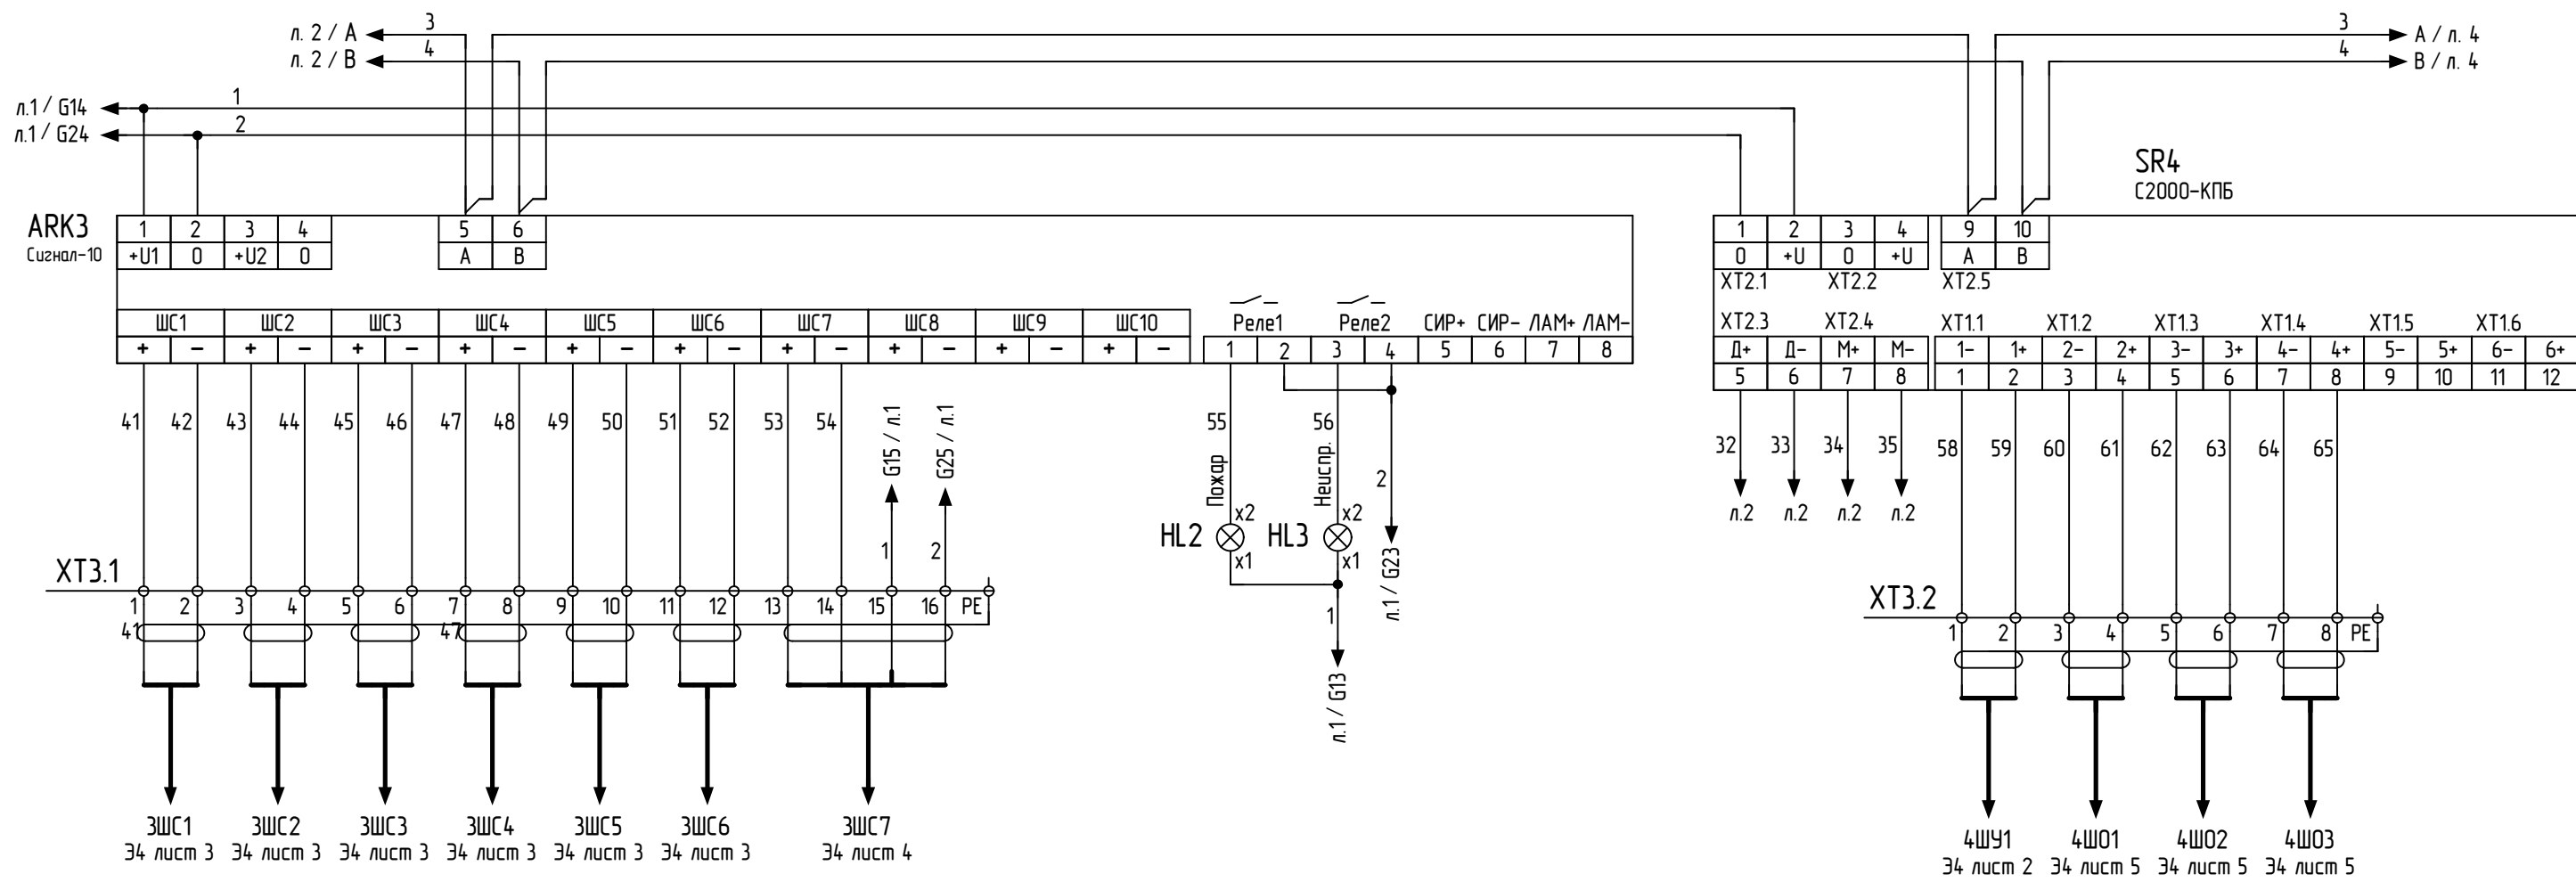 л. 2 / А 3
л. 2 / В 4
3 А / л. 4
4 В / л. 4
л.1 / G14 1
л.1 / G24 2
SR4
С2000-КПБ
ARK3
Сигнал-10
1 2 3 4 5 6
+U1 0 +U2 0 А В
1 2 3 4 9 10
0 +U 0 +U А В
XT2.1 XT2.2 XT2.5
ШС1 ШС2 ШС3 ШС4 ШС5 ШС6 ШС7 ШС8 ШС9 ШС10
+ − + − + − + − + − + − + − + − + − + −
Реле1 Реле2 СИР+ СИР- ЛАМ+ ЛАМ-
1 2 3 4 5 6 7 8
XT2.3 XT2.4 XT1.1 XT1.2 XT1.3 XT1.4 XT1.5 XT1.6
Д+ Д- М+ М- 1- 1+ 2- 2+ 3- 3+ 4- 4+ 5- 5+ 6- 6+
5 6 7 8 1 2 3 4 5 6 7 8 9 10 11 12
41 42 43 44 45 46 47 48 49 50 51 52 53 54
G15 / л.1
G25 / л.1
1 2
55 56
Пожар
Неиспр.
2
х2 х2
HL2 HL3
х1 х1
1
л.1 / G23
л.1 / G13
32 33 34 35
л.2 л.2 л.2 л.2
58 59 60 61 62 63 64 65
XT3.1
1 2 3 4 5 6 7 8 9 10 11 12 13 14 15 16 PE
41 47
XT3.2
1 2 3 4 5 6 7 8 PE
3ШС1 3ШС2 3ШС3 3ШС4 3ШС5 3ШС6 3ШС7
Э4 лист 3 Э4 лист 3 Э4 лист 3 Э4 лист 3 Э4 лист 3 Э4 лист 3 Э4 лист 4
4ШУ1 4ШО1 4ШО2 4ШО3
Э4 лист 2 Э4 лист 5 Э4 лист 5 Э4 лист 5